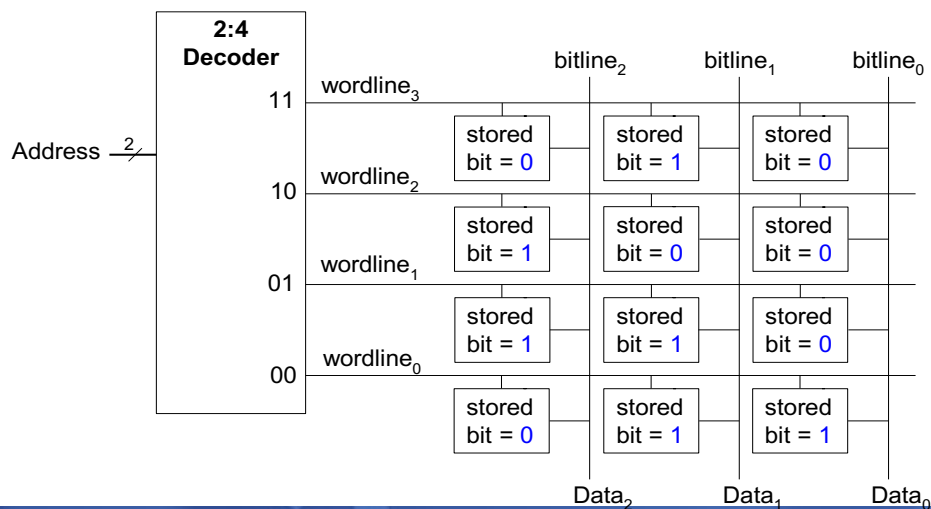 2:4
Decoder
bitline₂ bitline₁ bitline₀
11 wordline₃
Address 2
stored stored stored
bit = 0 bit = 1 bit = 0
10 wordline₂
stored stored stored
bit = 1 bit = 0 bit = 0
01 wordline₁
stored stored stored
bit = 1 bit = 1 bit = 0
00 wordline₀
stored stored stored
bit = 0 bit = 1 bit = 1
Data₂ Data₁ Data₀